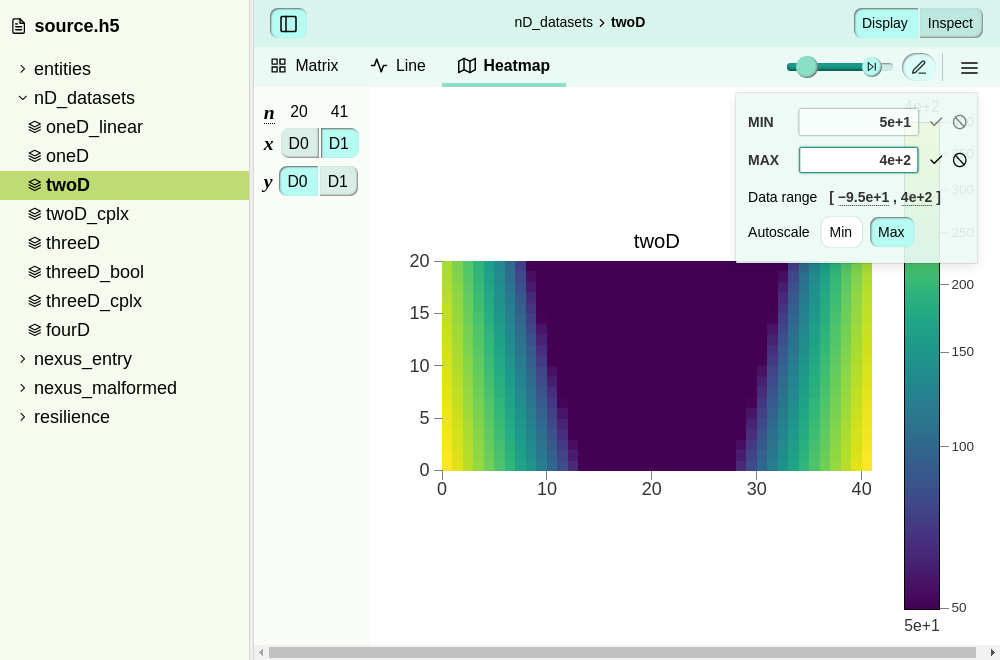 source.h5
entities
nD_datasets
oneD_linear
oneD
twoD
twoD_cplx
threeD
threeD_bool
threeD_cplx
fourD
nexus_entry
nexus_malformed
resilience
nD_datasets › twoD
Display Inspect
Matrix Line Heatmap
n 20 41
x D0 D1
y D0 D1
MIN 5e+1
MAX 4e+2
Data range [ −9.5e+1 , 4e+2 ]
Autoscale Min Max
twoD
20
15
10
5
0
0 10 20 30 40
4e+2
350
300
250
200
150
100
50
5e+1